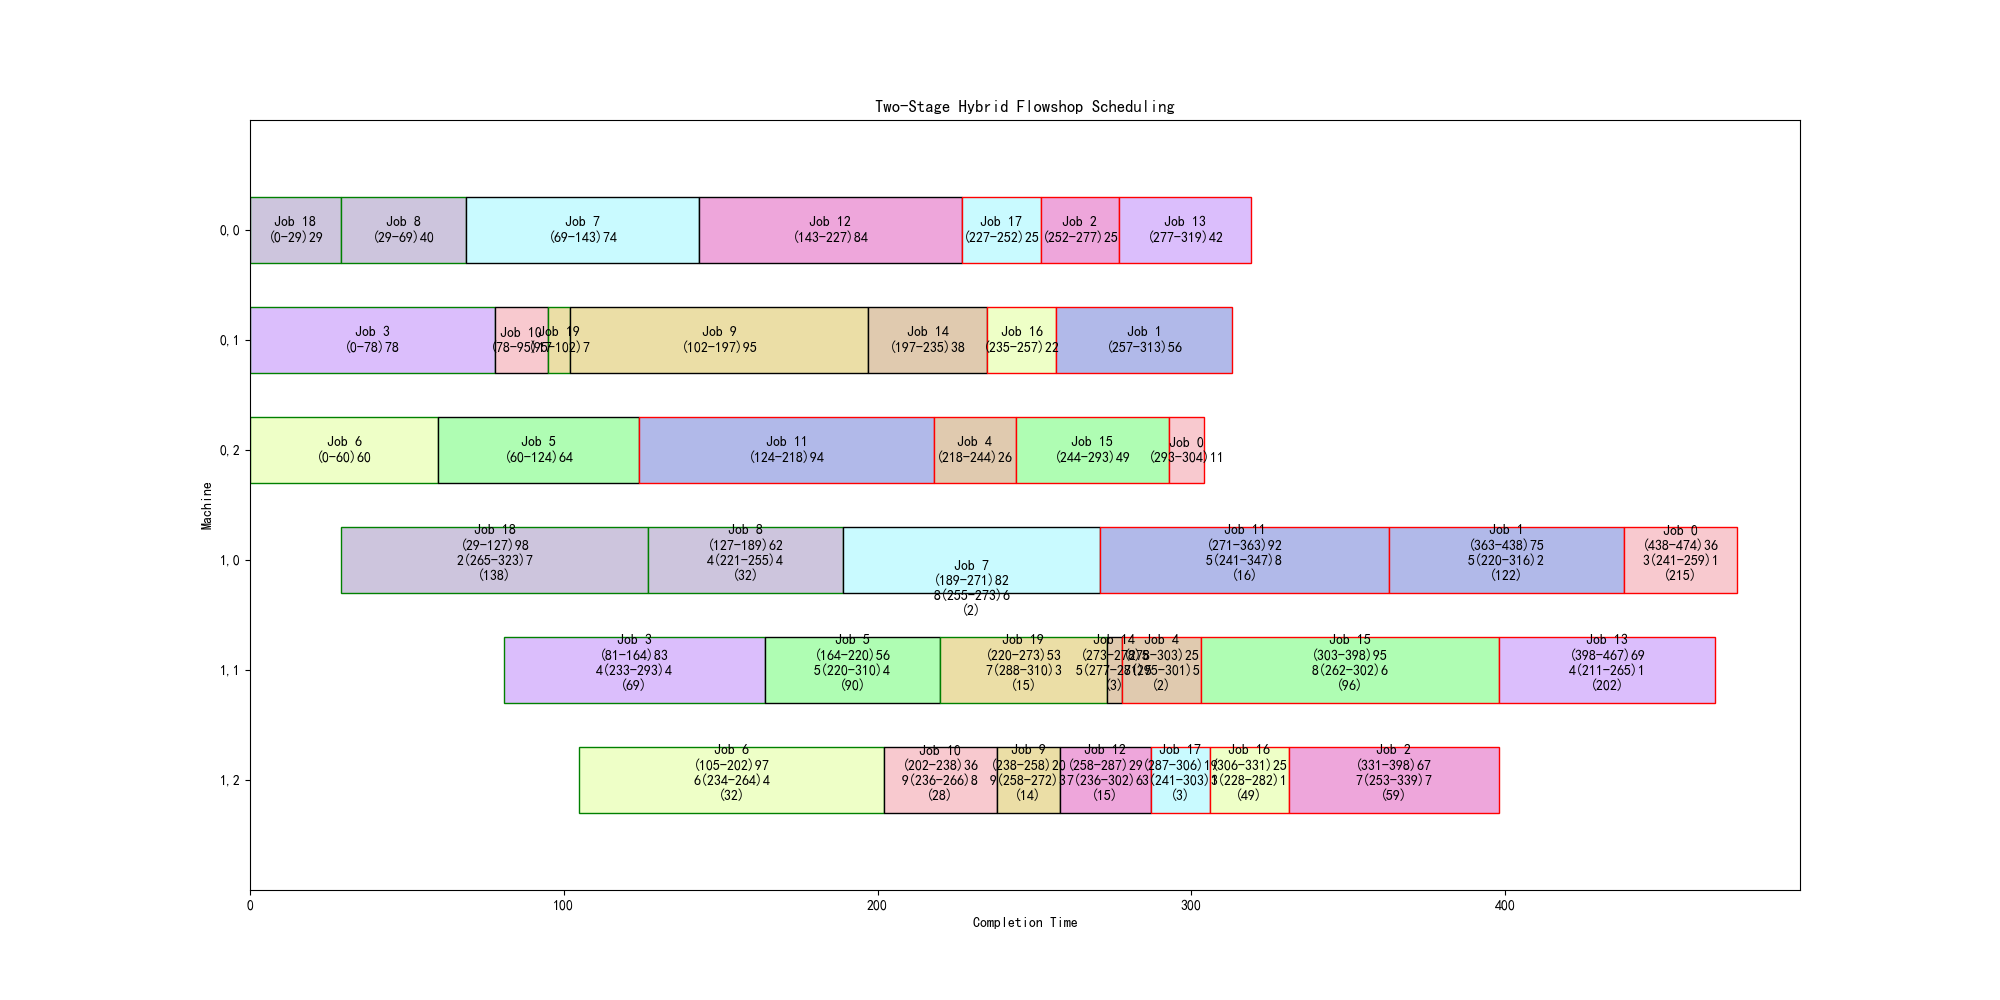 Two-Stage Hybrid Flowshop Scheduling
Machine
0,0
Job 18
(0-29)29
Job 8
(29-69)40
Job 7
(69-143)74
Job 12
(143-227)84
Job 17
(227-252)25
Job 2
(252-277)25
Job 13
(277-319)42
0,1
Job 3
(0-78)78
Job 10
(78-95)17
Job 19
(95-102)7
Job 9
(102-197)95
Job 14
(197-235)38
Job 16
(235-257)22
Job 1
(257-313)56
0,2
Job 6
(0-60)60
Job 5
(60-124)64
Job 11
(124-218)94
Job 4
(218-244)26
Job 15
(244-293)49
Job 0
(293-304)11
1,0
Job 18
(29-127)98
2(265-323)7
(138)
Job 8
(127-189)62
4(221-255)4
(32)
Job 7
(189-271)82
8(255-273)6
(2)
Job 11
(271-363)92
5(241-347)8
(16)
Job 1
(363-438)75
5(220-316)2
(122)
Job 0
(438-474)36
3(241-259)1
(215)
1,1
Job 3
(81-164)83
4(233-293)4
(69)
Job 5
(164-220)56
5(220-310)4
(90)
Job 19
(220-273)53
7(288-310)3
(15)
Job 14
(273-278)5
(3)
Job 4
(278-303)25
(2)
Job 15
(303-398)95
8(262-302)6
(96)
Job 13
(398-467)69
4(211-265)1
(202)
1,2
Job 6
(105-202)97
6(234-264)4
(32)
Job 10
(202-238)36
9(236-266)8
(28)
Job 9
(238-258)20
9(258-272)3
(14)
Job 12
(258-287)29
7(236-302)6
(15)
Job 17
(287-306)19
3(241-303)1
(3)
Job 16
(306-331)25
3(228-282)1
(49)
Job 2
(331-398)67
7(253-339)7
(59)
0
100
200
300
400
Completion Time